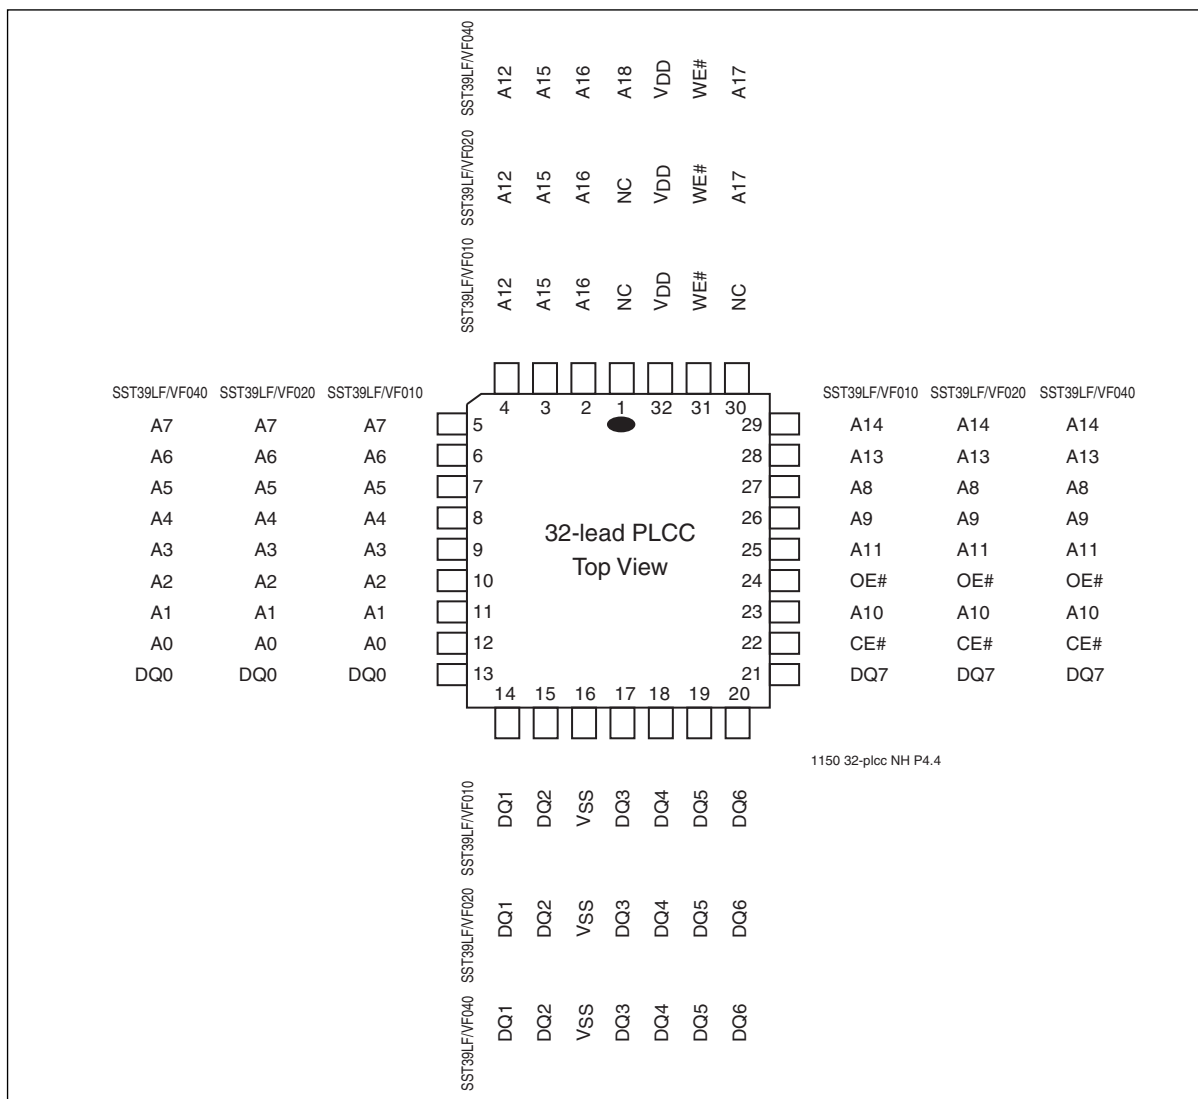 SST39LF/VF040 A12 A15 A16 A18 VDD WE# A17
SST39LF/VF020 A12 A15 A16 NC VDD WE# A17
SST39LF/VF010 A12 A15 A16 NC VDD WE# NC
SST39LF/VF040 SST39LF/VF020 SST39LF/VF010 4 3 2 1 32 31 30 SST39LF/VF010 SST39LF/VF020 SST39LF/VF040
A7 A7 A7 5 29 A14 A14 A14
A6 A6 A6 6 28 A13 A13 A13
A5 A5 A5 7 27 A8 A8 A8
A4 A4 A4 8 26 A9 A9 A9
32-lead PLCC
A3 A3 A3 9 25 A11 A11 A11
Top View
A2 A2 A2 10 24 OE# OE# OE#
A1 A1 A1 11 23 A10 A10 A10
A0 A0 A0 12 22 CE# CE# CE#
DQ0 DQ0 DQ0 13 21 DQ7 DQ7 DQ7
14 15 16 17 18 19 20
1150 32-plcc NH P4.4
SST39LF/VF010 DQ1 DQ2 VSS DQ3 DQ4 DQ5 DQ6
SST39LF/VF020 DQ1 DQ2 VSS DQ3 DQ4 DQ5 DQ6
SST39LF/VF040 DQ1 DQ2 VSS DQ3 DQ4 DQ5 DQ6